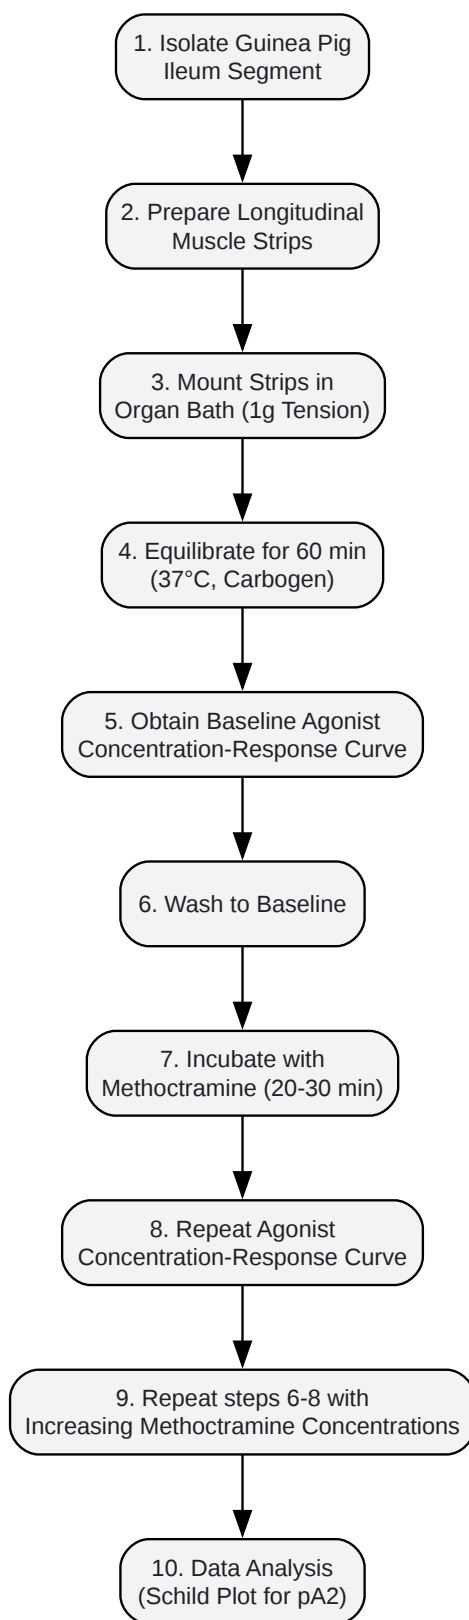 1. Isolate Guinea Pig
Ileum Segment
2. Prepare Longitudinal
Muscle Strips
3. Mount Strips in
Organ Bath (1g Tension)
4. Equilibrate for 60 min
(37°C, Carbogen)
5. Obtain Baseline Agonist
Concentration-Response Curve
6. Wash to Baseline
7. Incubate with
Methoctramine (20-30 min)
8. Repeat Agonist
Concentration-Response Curve
9. Repeat steps 6-8 with
Increasing Methoctramine Concentrations
10. Data Analysis
(Schild Plot for pA2)